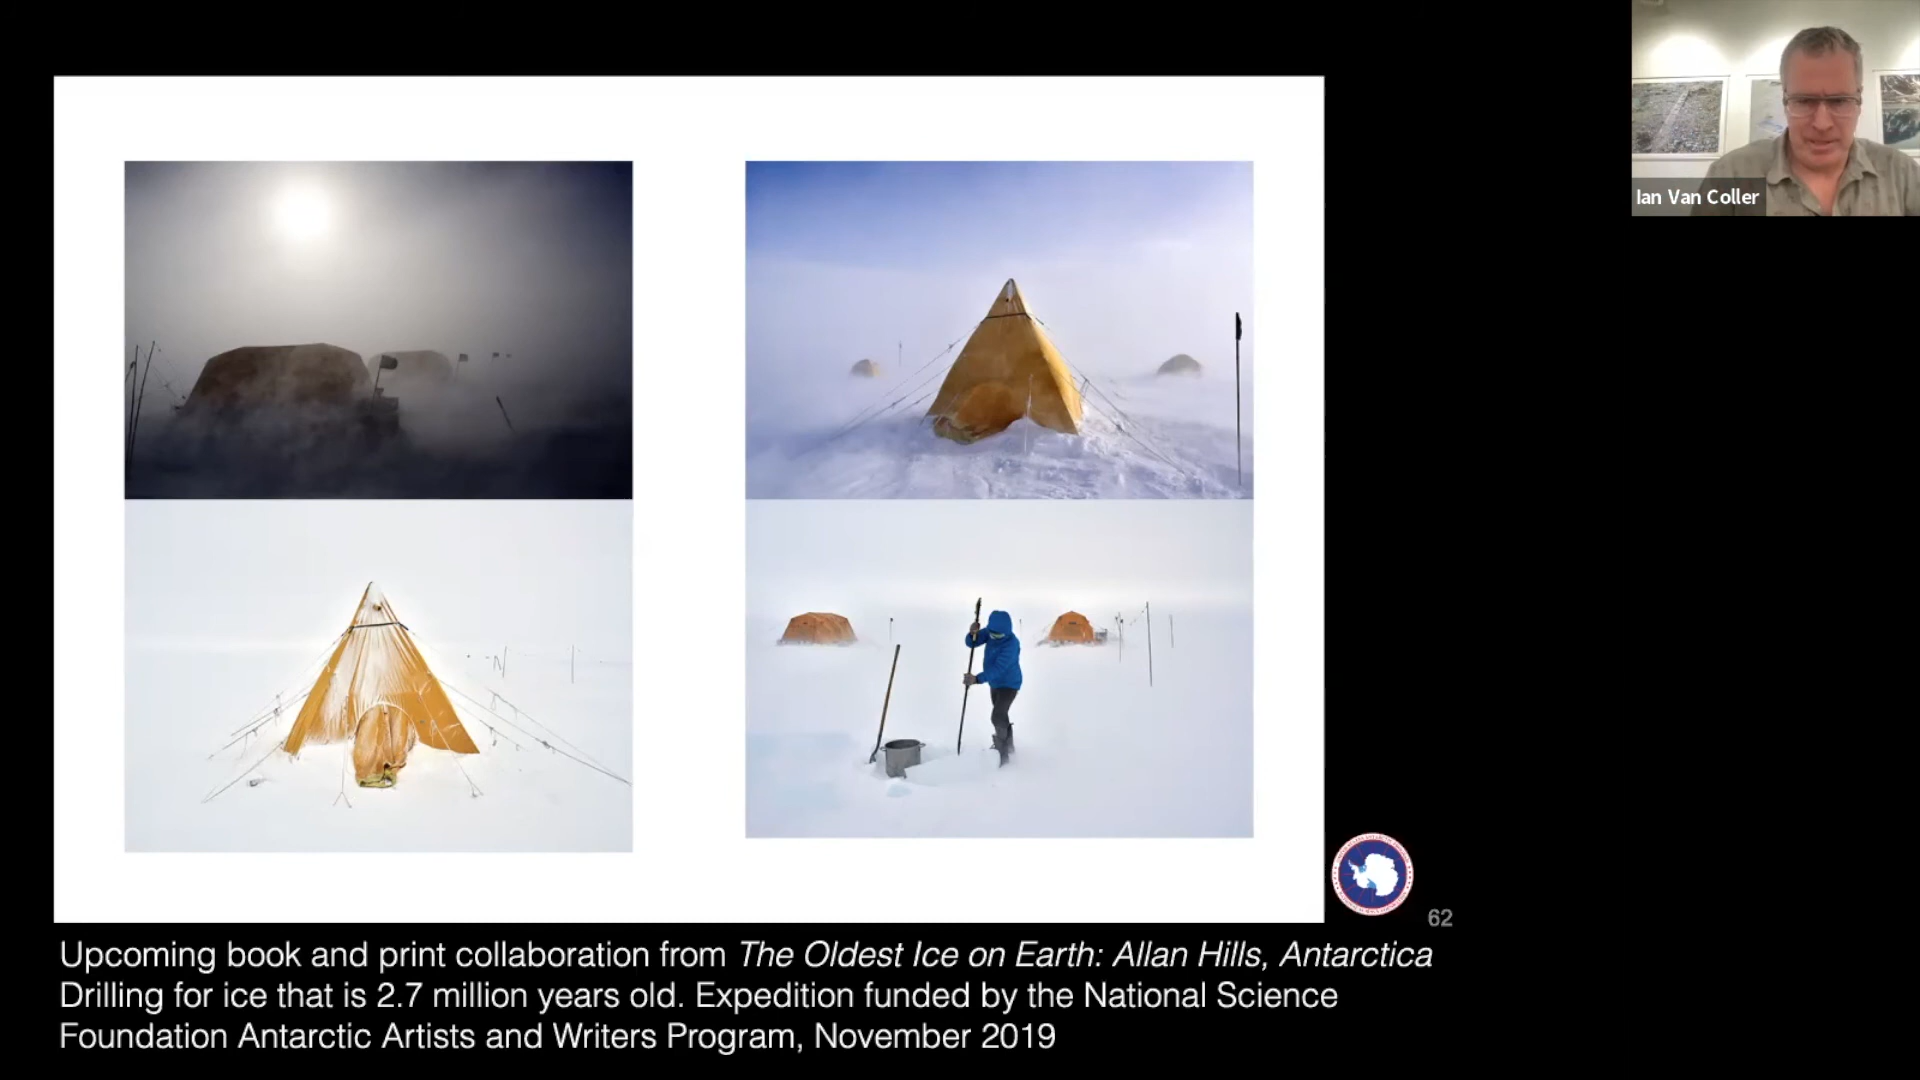 Ian Van Coller
62
Upcoming book and print collaboration from The Oldest Ice on Earth: Allan Hills, Antarctica
Drilling for ice that is 2.7 million years old. Expedition funded by the National Science
Foundation Antarctic Artists and Writers Program, November 2019